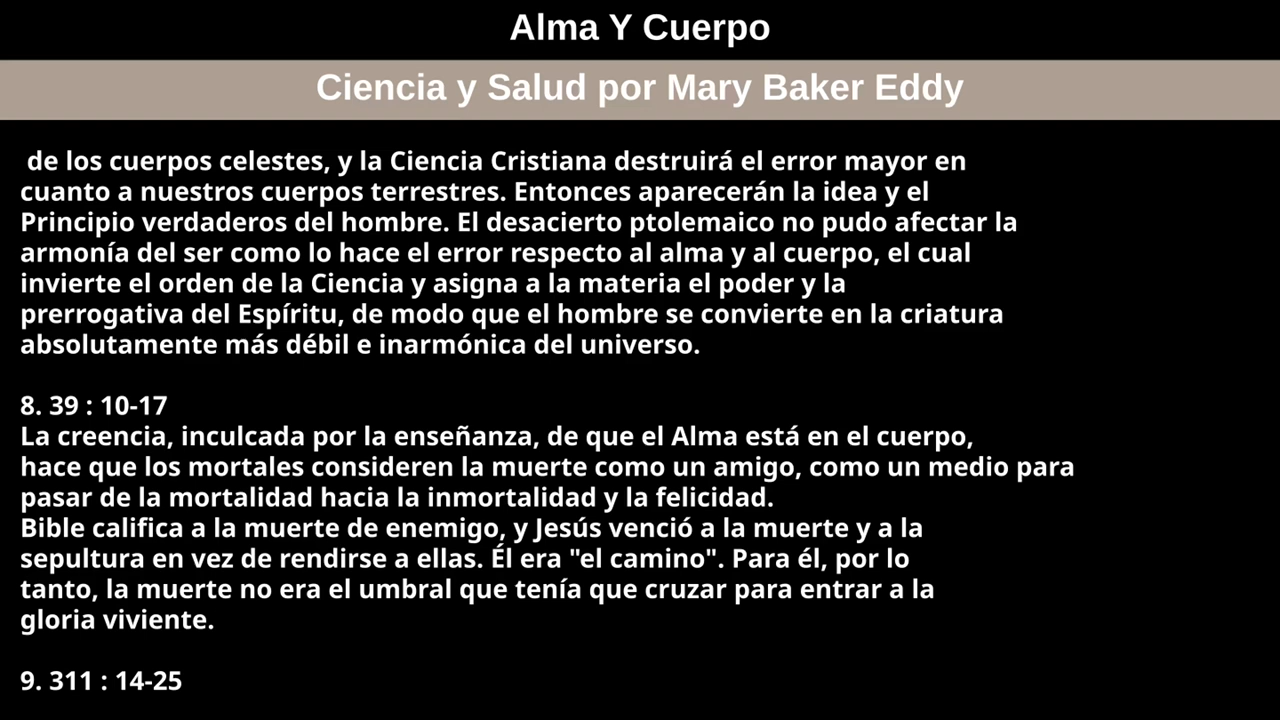 Alma Y Cuerpo
Ciencia y Salud por Mary Baker Eddy
de los cuerpos celestes, y la Ciencia Cristiana destruirá el error mayor en
cuanto a nuestros cuerpos terrestres. Entonces aparecerán la idea y el
Principio verdaderos del hombre. El desacierto ptolemaico no pudo afectar la
armonía del ser como lo hace el error respecto al alma y al cuerpo, el cual
invierte el orden de la Ciencia y asigna a la materia el poder y la
prerrogativa del Espíritu, de modo que el hombre se convierte en la criatura
absolutamente más débil e inarmónica del universo.
8. 39 : 10-17
La creencia, inculcada por la enseñanza, de que el Alma está en el cuerpo,
hace que los mortales consideren la muerte como un amigo, como un medio para
pasar de la mortalidad hacia la inmortalidad y la felicidad.
Bible califica a la muerte de enemigo, y Jesús venció a la muerte y a la
sepultura en vez de rendirse a ellas. Él era "el camino". Para él, por lo
tanto, la muerte no era el umbral que tenía que cruzar para entrar a la
gloria viviente.
9. 311 : 14-25